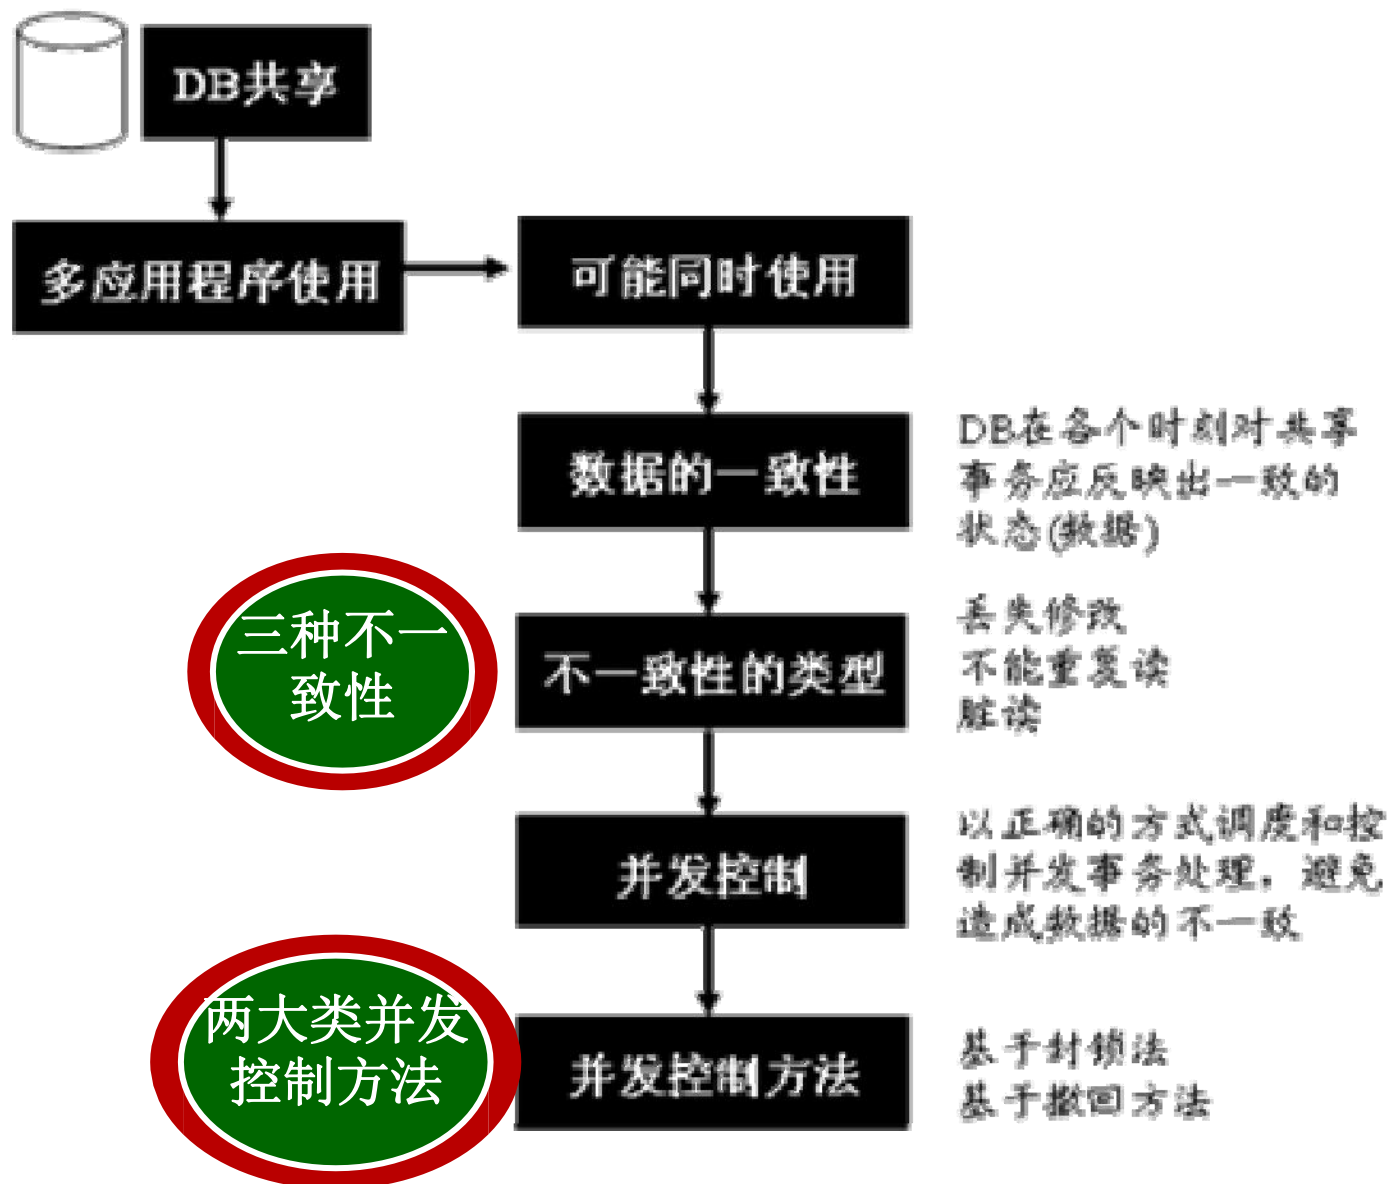 DB共享
多应用程序使用
可能同时使用
数据的一致性
DB在各个时刻对共享
事务应反映出一致的
状态(数据)
三种不一
致性
不一致性的类型
丢失修改
不能重复读
脏读
并发控制
以正确的方式调度和控
制并发事务处理，避免
造成数据的不一致
两大类并发
控制方法
并发控制方法
基于封锁法
基于撤回方法